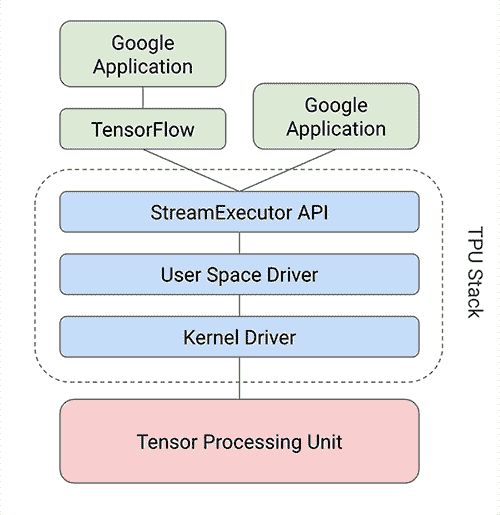 Google
Application
TensorFlow
Google
Application
StreamExecutor API
User Space Driver
Kernel Driver
TPU Stack
Tensor Processing Unit